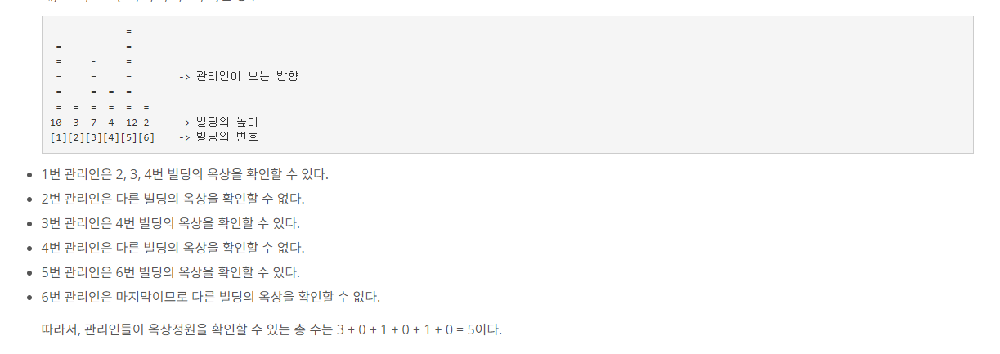 =
= =
= - =
= = = -> 관리인이 보는 방향
= - = = =
= = = = = =
10 3 7 4 12 2 -> 빌딩의 높이
[1][2][3][4][5][6] -> 빌딩의 번호
• 1번 관리인은 2, 3, 4번 빌딩의 옥상을 확인할 수 있다.
• 2번 관리인은 다른 빌딩의 옥상을 확인할 수 없다.
• 3번 관리인은 4번 빌딩의 옥상을 확인할 수 있다.
• 4번 관리인은 다른 빌딩의 옥상을 확인할 수 없다.
• 5번 관리인은 6번 빌딩의 옥상을 확인할 수 있다.
• 6번 관리인은 마지막이므로 다른 빌딩의 옥상을 확인할 수 없다.
따라서, 관리인들이 옥상정원을 확인할 수 있는 총 수는 3 + 0 + 1 + 0 + 1 + 0 = 5이다.